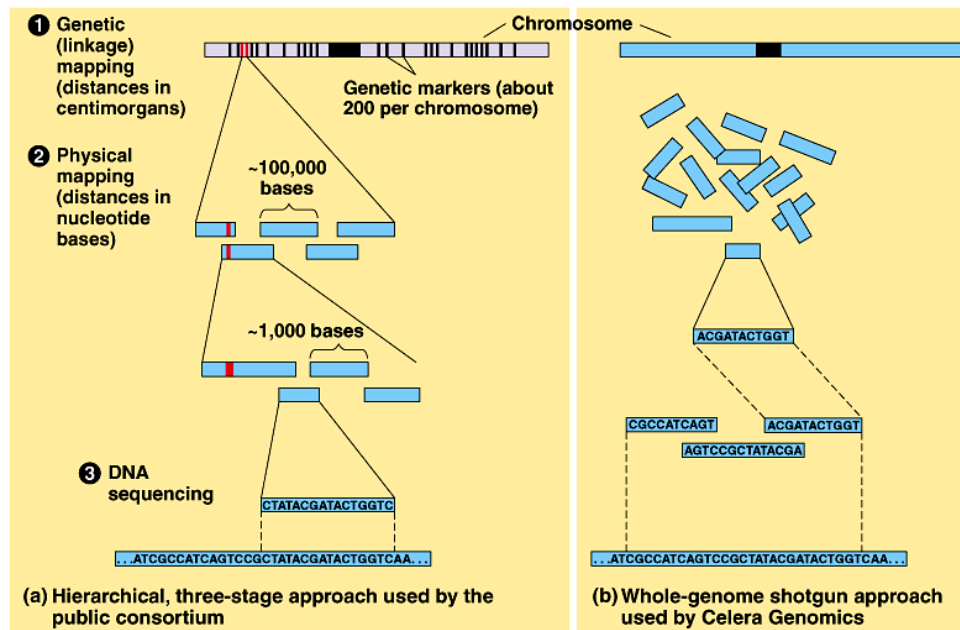 1 Genetic
(linkage)
mapping
(distances in
centimorgans)
Chromosome
Genetic markers (about
200 per chromosome)
2 Physical
mapping
(distances in
nucleotide
bases)
~100,000
bases
~1,000 bases
3 DNA
sequencing
CTATACGATACTGGTC
. . .ATCGCCATCAGTCCGCTATACGATACTGGTCAA. . .
(a) Hierarchical, three-stage approach used by the
public consortium
ACGATACTGGT
CGCCATCAGT
ACGATACTGGT
AGTCCGCTATACGA
. . .ATCGCCATCAGTCCGCTATACGATACTGGTCAA. . .
(b) Whole-genome shotgun approach
used by Celera Genomics